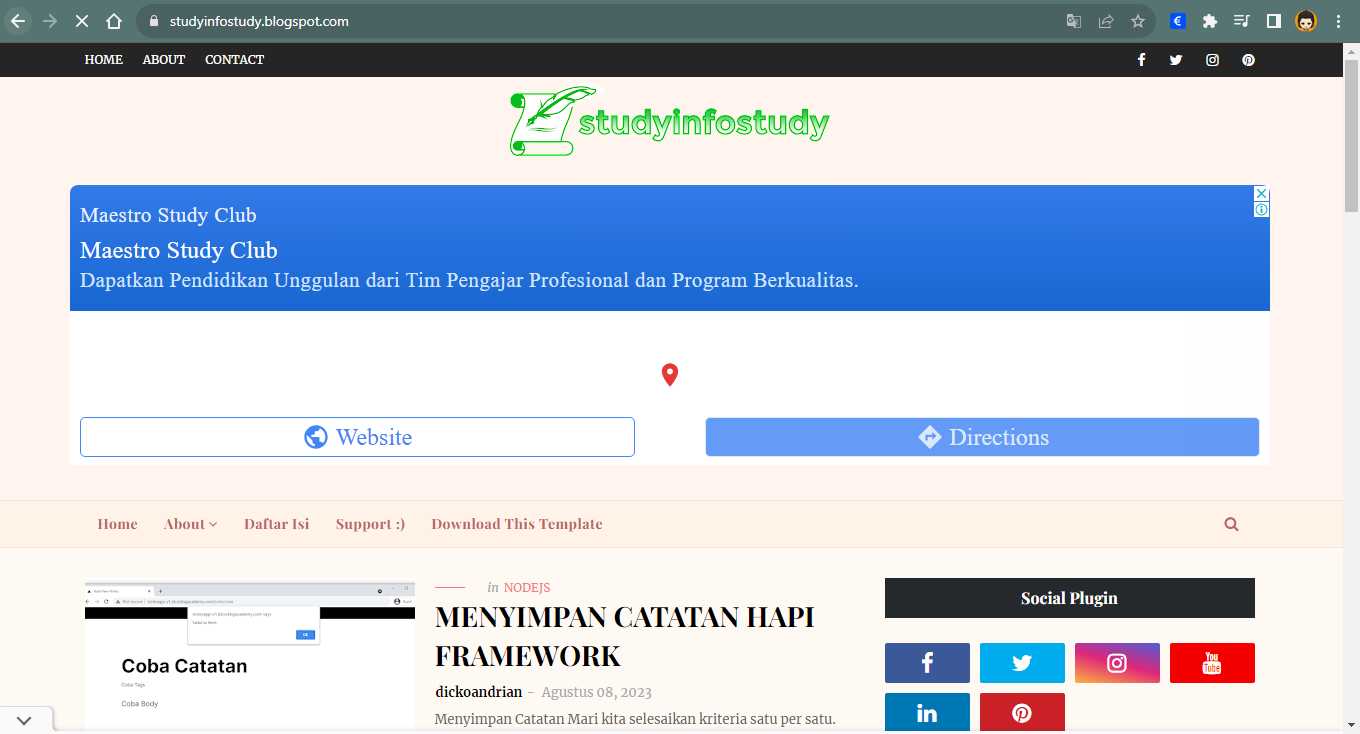 studyinfostudy.blogspot.com
HOME ABOUT CONTACT
studyinfostudy
Maestro Study Club
Maestro Study Club
Dapatkan Pendidikan Unggulan dari Tim Pengajar Profesional dan Program Berkualitas.
Website Directions
Home About Daftar Isi Support :) Download This Template
in NODEJS
MENYIMPAN CATATAN HAPI
FRAMEWORK
dickoandrian - Agustus 08, 2023
Menyimpan Catatan Mari kita selesaikan kriteria satu per satu.
Coba Catatan
Coba Tags
Coba Body
Social Plugin
You
Tube
in